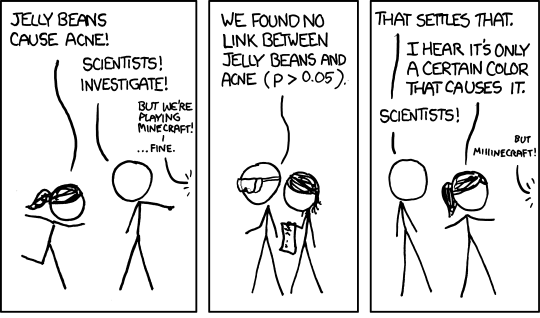 JELLY BEANS
CAUSE ACNE!
SCIENTISTS!
INVESTIGATE!
BUT WE'RE
PLAYING
MINECRAFT!
...FINE.
WE FOUND NO
LINK BETWEEN
JELLY BEANS AND
ACNE (P > 0.05).
THAT SETTLES THAT.
I HEAR IT'S ONLY
A CERTAIN COLOR
THAT CAUSES IT.
SCIENTISTS!
BUT
MIIIINECRAFT!